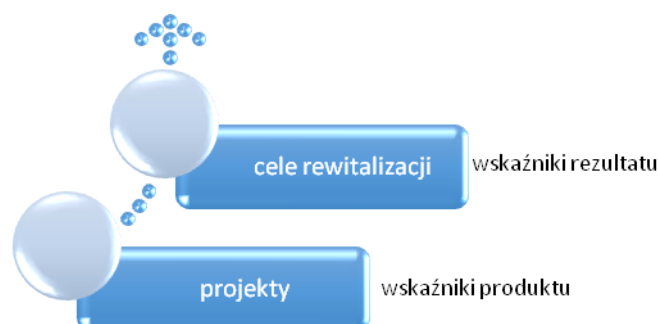 cele rewitalizacji
wskaźniki rezultatu
projekty
wskaźniki produktu